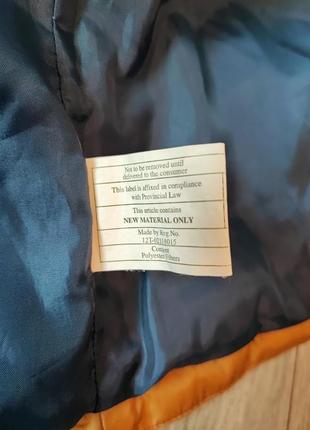 Not to be removed until
delivered to the consumer
This label is affixed in compliance
with Provincial Law
This article contains
NEW MATERIAL ONLY
Made by Reg.No.
Content
Polyester Fibers